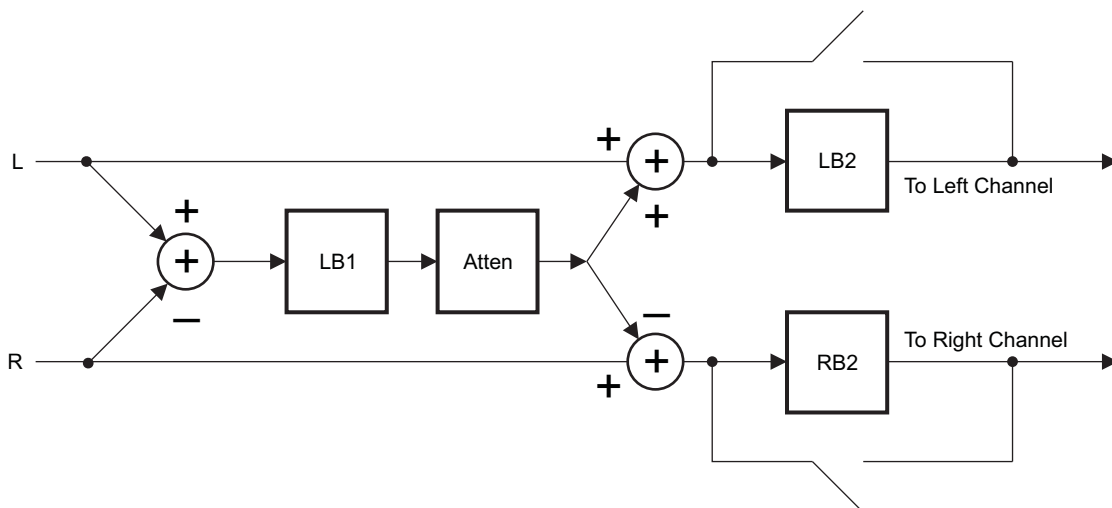 +
L
LB2
+
To Left Channel
+
+
+
LB1
Atten
+
−
−
To Right Channel
R
+
RB2
+